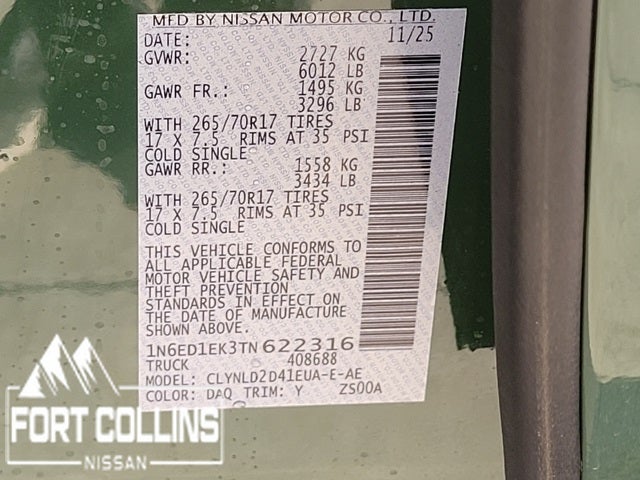 MFD BY NISSAN MOTOR CO., LTD.
DATE: 11/25
GVWR: 2727 KG
6012 LB
GAWR FR.: 1495 KG
3296 LB
WITH 265/70R17 TIRES
17 X 7.5 RIMS AT 35 PSI
COLD SINGLE
GAWR RR.: 1558 KG
3434 LB
WITH 265/70R17 TIRES
17 X 7.5 RIMS AT 35 PSI
COLD SINGLE
THIS VEHICLE CONFORMS TO
ALL APPLICABLE FEDERAL
MOTOR VEHICLE SAFETY AND
THEFT PREVENTION
STANDARDS IN EFFECT ON
THE DATE OF MANUFACTURE
SHOWN ABOVE.
1N6ED1EK3TN622316
TRUCK 408688
MODEL: CLYNLD2D41EUA-E-AE
COLOR: DAQ TRIM: Y ZS00A
FORT COLLINS
NISSAN